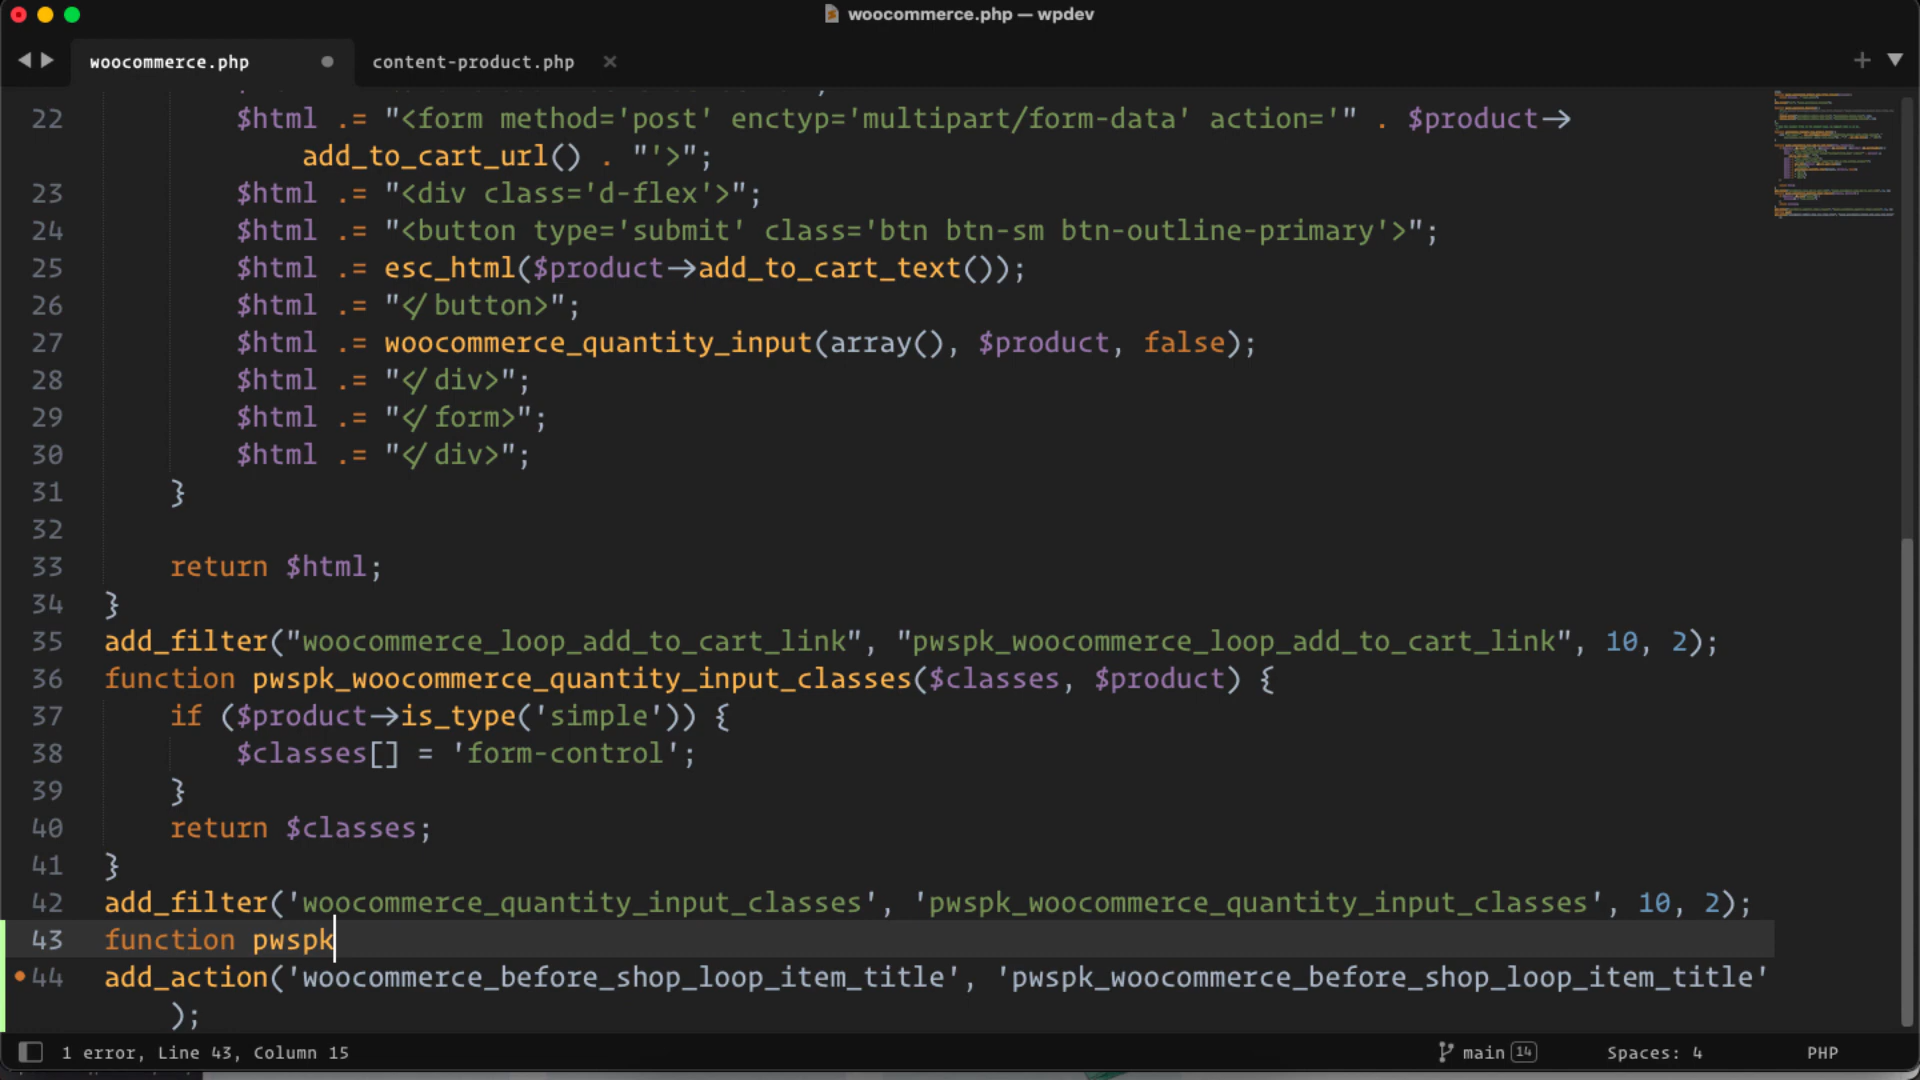 woocommerce.php — wpdev
woocommerce.php
content-product.php
22 $html .= "<form method='post' enctyp='multipart/form-data' action='" . $product->
add_to_cart_url() . "'>";
23 $html .= "<div class='d-flex'>";
24 $html .= "<button type='submit' class='btn btn-sm btn-outline-primary'>";
25 $html .= esc_html($product->add_to_cart_text());
26 $html .= "</button>";
27 $html .= woocommerce_quantity_input(array(), $product, false);
28 $html .= "</div>";
29 $html .= "</form>";
30 $html .= "</div>";
31 }
32
33 return $html;
34 }
35 add_filter("woocommerce_loop_add_to_cart_link", "pwspk_woocommerce_loop_add_to_cart_link", 10, 2);
36 function pwspk_woocommerce_quantity_input_classes($classes, $product) {
37 if ($product->is_type('simple')) {
38 $classes[] = 'form-control';
39 }
40 return $classes;
41 }
42 add_filter('woocommerce_quantity_input_classes', 'pwspk_woocommerce_quantity_input_classes', 10, 2);
43 function pwspk
44 add_action('woocommerce_before_shop_loop_item_title', 'pwspk_woocommerce_before_shop_loop_item_title'
);
1 error, Line 43, Column 15
main 14
Spaces: 4
PHP